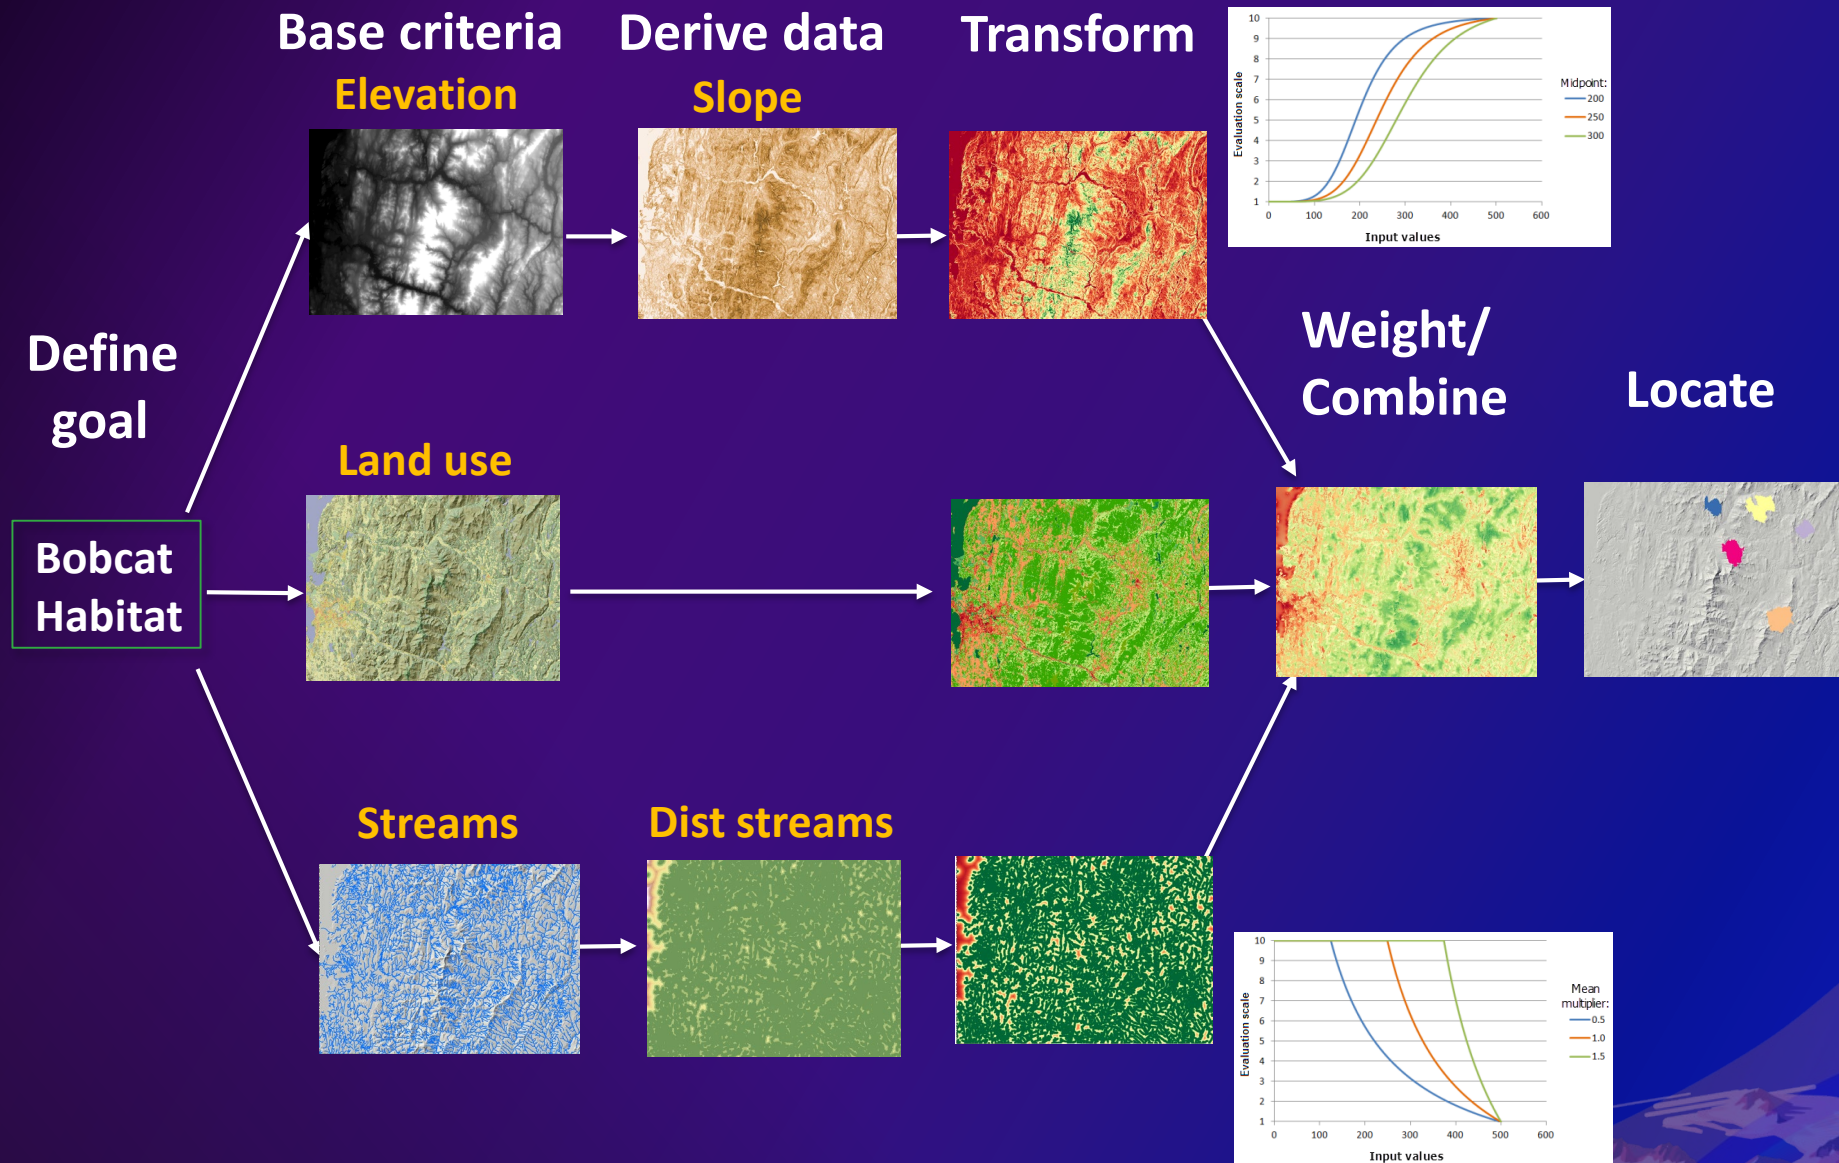 Base criteria
Derive data
Transform
Elevation
Slope
10
9
8
7
6
5
4
3
2
1
0
100
200
300
400
500
600
Evaluation scale
Input values
Midpoint:
200
250
300
Define
goal
Weight/
Combine
Locate
Land use
Bobcat
Habitat
Streams
Dist streams
10
9
8
7
6
5
4
3
2
1
0
100
200
300
400
500
600
Evaluation scale
Input values
Mean
multiplier:
0.5
1.0
1.5